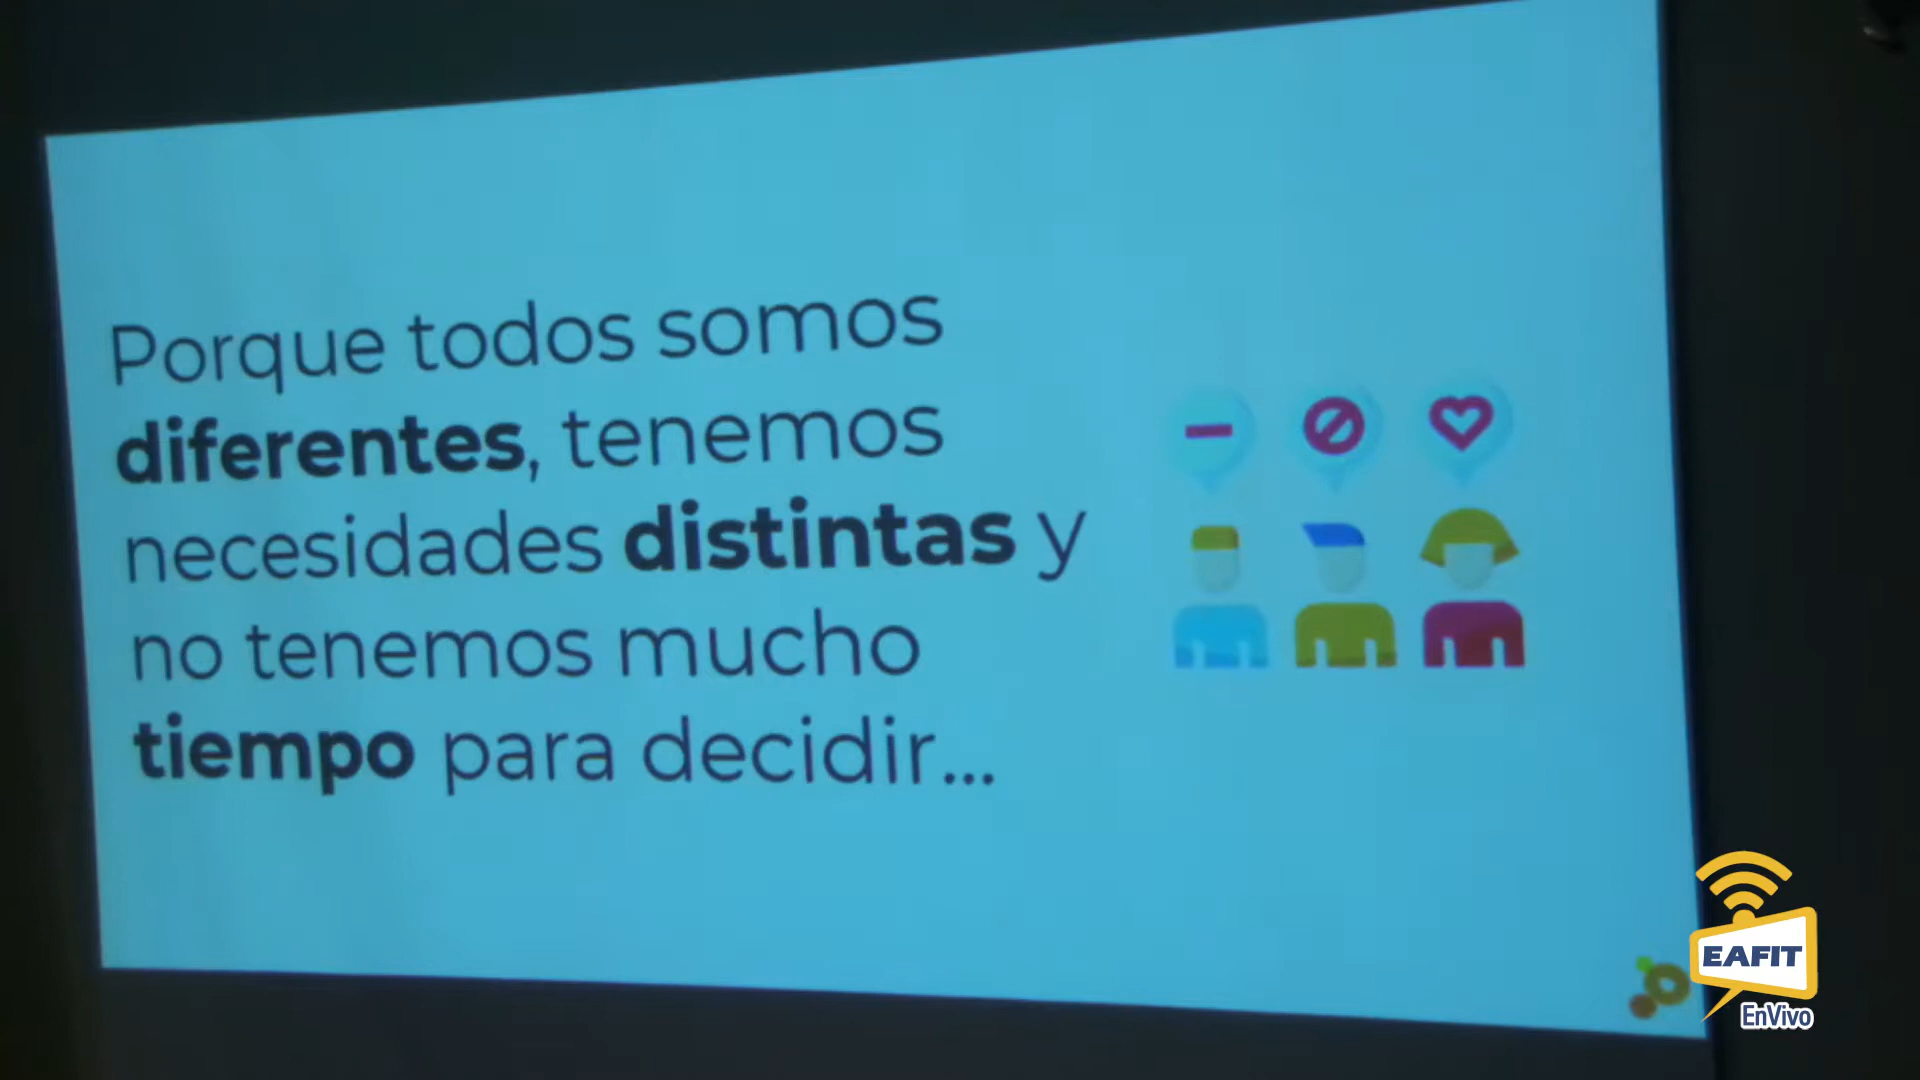 Porque todos somos
diferentes, tenemos
necesidades distintas y
no tenemos mucho
tiempo para decidir...
EAFIT
EnVivo